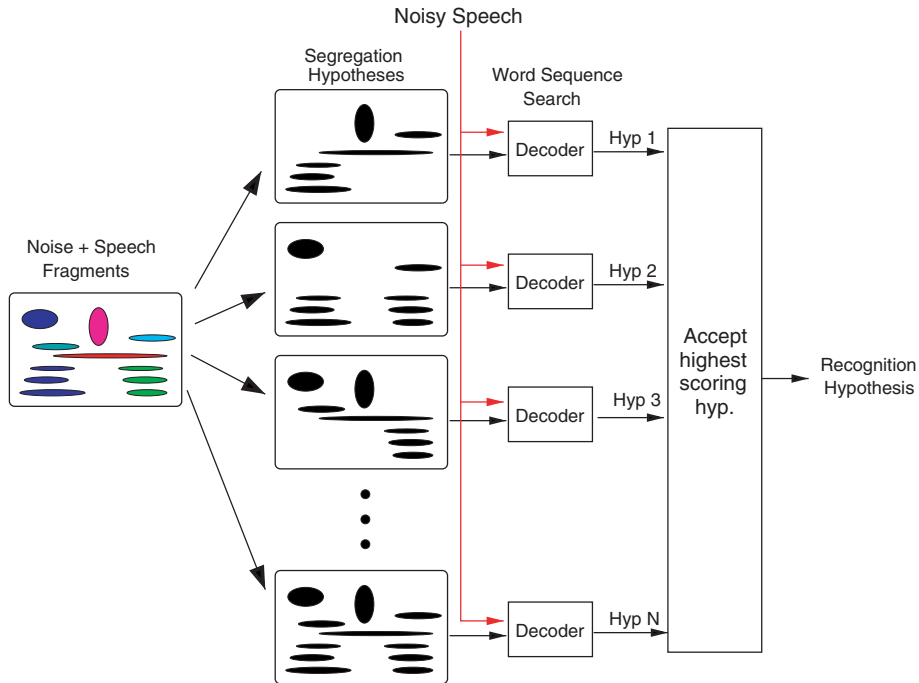 Noisy Speech
Segregation
Hypotheses
Word Sequence
Search
Noise + Speech
Fragments
Decoder
Hyp 1
Decoder
Hyp 2
Decoder
Hyp 3
Decoder
Hyp N
Accept
highest
scoring
hyp.
Recognition
Hypothesis